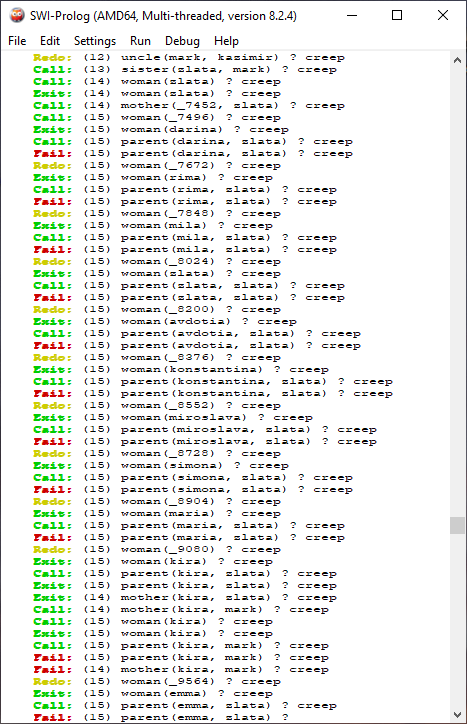 SWI-Prolog (AMD64, Multi-threaded, version 8.2.4)
File Edit Settings Run Debug Help
Redo: (12) uncle(mark, kazimir) ? creep
Call: (13) sister(zlata, mark) ? creep
Call: (14) woman(zlata) ? creep
Exit: (14) woman(zlata) ? creep
Call: (14) mother(_7452, zlata) ? creep
Call: (15) woman(_7496) ? creep
Exit: (15) woman(darina) ? creep
Call: (15) parent(darina, zlata) ? creep
Fail: (15) parent(darina, zlata) ? creep
Redo: (15) woman(_7672) ? creep
Exit: (15) woman(rima) ? creep
Call: (15) parent(rima, zlata) ? creep
Fail: (15) parent(rima, zlata) ? creep
Redo: (15) woman(_7848) ? creep
Exit: (15) woman(mila) ? creep
Call: (15) parent(mila, zlata) ? creep
Fail: (15) parent(mila, zlata) ? creep
Redo: (15) woman(_8024) ? creep
Exit: (15) woman(zlata) ? creep
Call: (15) parent(zlata, zlata) ? creep
Fail: (15) parent(zlata, zlata) ? creep
Redo: (15) woman(_8200) ? creep
Exit: (15) woman(avdotia) ? creep
Call: (15) parent(avdotia, zlata) ? creep
Fail: (15) parent(avdotia, zlata) ? creep
Redo: (15) woman(_8376) ? creep
Exit: (15) woman(konstantina) ? creep
Call: (15) parent(konstantina, zlata) ? creep
Fail: (15) parent(konstantina, zlata) ? creep
Redo: (15) woman(_8552) ? creep
Exit: (15) woman(miroslava) ? creep
Call: (15) parent(miroslava, zlata) ? creep
Fail: (15) parent(miroslava, zlata) ? creep
Redo: (15) woman(_8728) ? creep
Exit: (15) woman(simona) ? creep
Call: (15) parent(simona, zlata) ? creep
Fail: (15) parent(simona, zlata) ? creep
Redo: (15) woman(_8904) ? creep
Exit: (15) woman(maria) ? creep
Call: (15) parent(maria, zlata) ? creep
Fail: (15) parent(maria, zlata) ? creep
Redo: (15) woman(_9080) ? creep
Exit: (15) woman(kira) ? creep
Call: (15) parent(kira, zlata) ? creep
Exit: (15) parent(kira, zlata) ? creep
Exit: (14) mother(kira, zlata) ? creep
Call: (14) mother(kira, mark) ? creep
Call: (15) woman(kira) ? creep
Exit: (15) woman(kira) ? creep
Call: (15) parent(kira, mark) ? creep
Fail: (15) parent(kira, mark) ? creep
Fail: (14) mother(kira, mark) ? creep
Redo: (15) woman(_9564) ? creep
Exit: (15) woman(emma) ? creep
Call: (15) parent(emma, zlata) ? creep
Fail: (15) parent(emma, zlata) ?